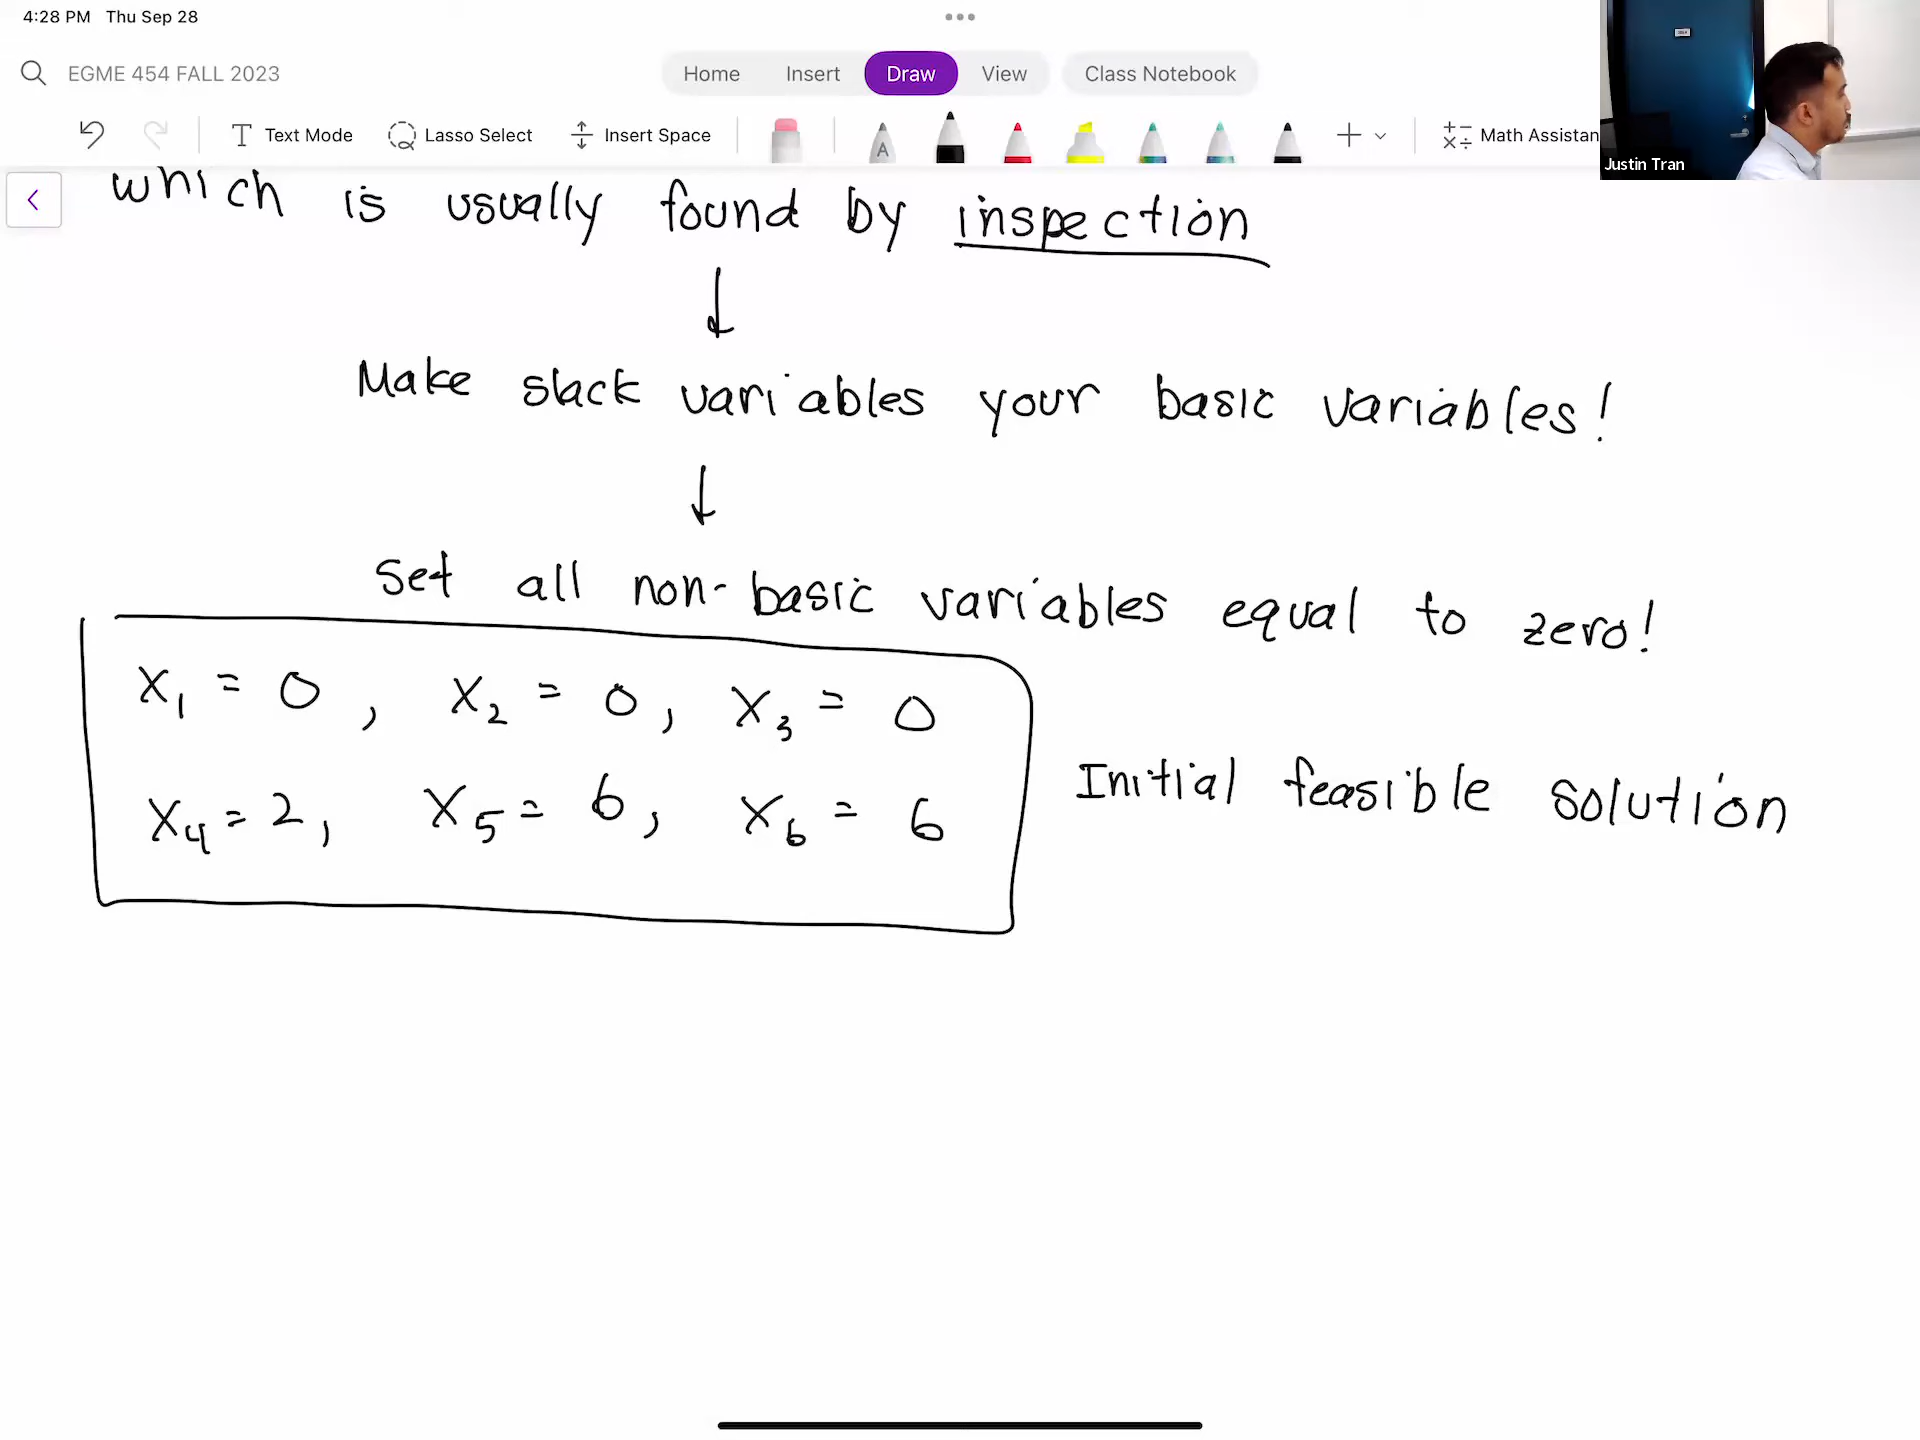 4:28 PM Thu Sep 28
EGME 454 FALL 2023
Home Insert Draw View Class Notebook
Text Mode Lasso Select Insert Space A Math Assistan
Justin Tran
which is usually found by inspection
↓
Make slack variables your basic variables!
↓
Set all non-basic variables equal to zero!
x₁ = 0, x₂ = 0, x₃ = 0
x₄ = 2, x₅ = 6, x₆ = 6
Initial feasible solution